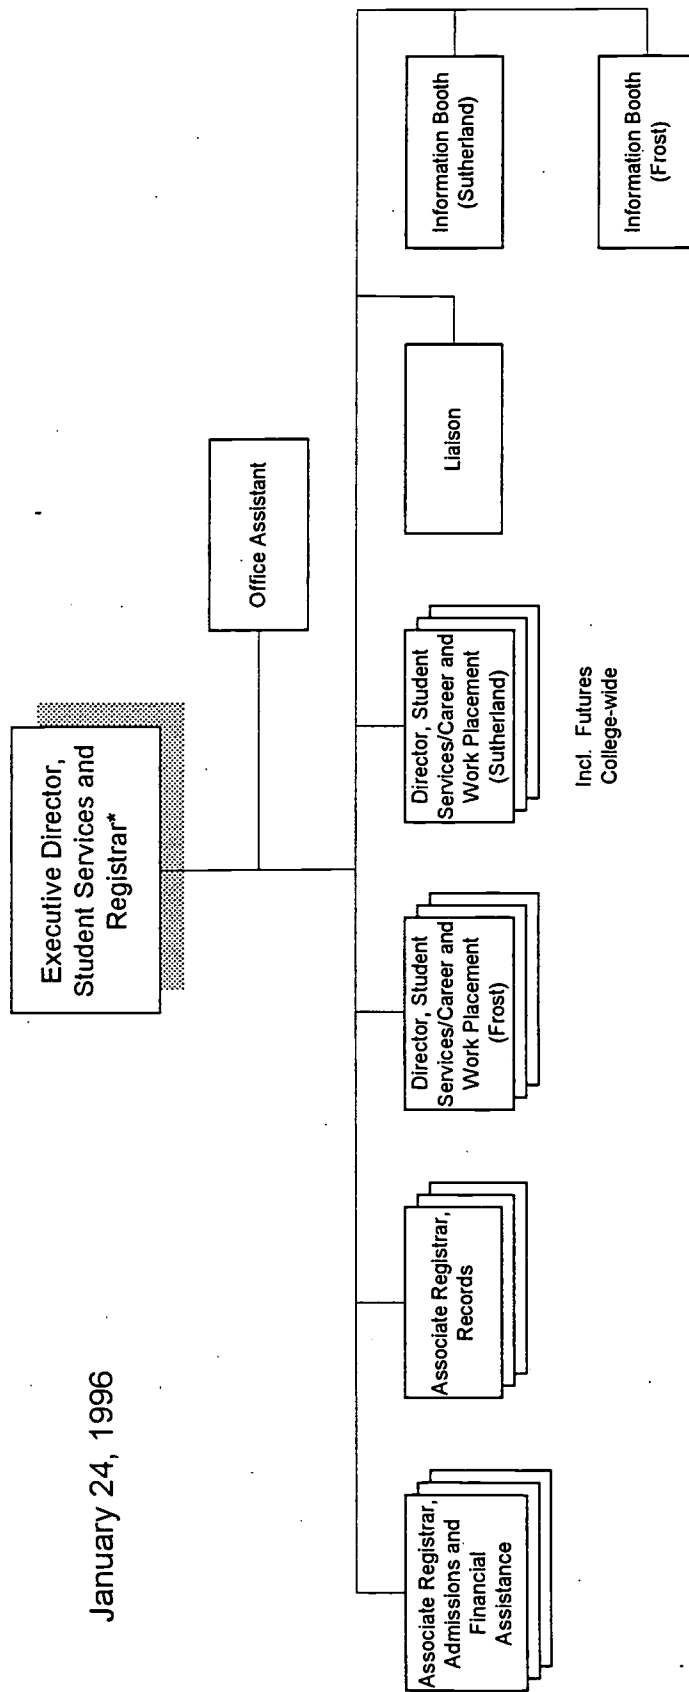 January 24, 1996
Executive Director,
Student Services and
Registrar*
Office Assistant
Associate Registrar,
Admissions and
Financial
Assistance
Associate Registrar,
Records
Director, Student
Services/Career and
Work Placement
(Frost)
Director, Student
Services/Career and
Work Placement
(Sutherland)
Incl. Futures
College-wide
Liaison
Information Booth
(Sutherland)
Information Booth
(Frost)